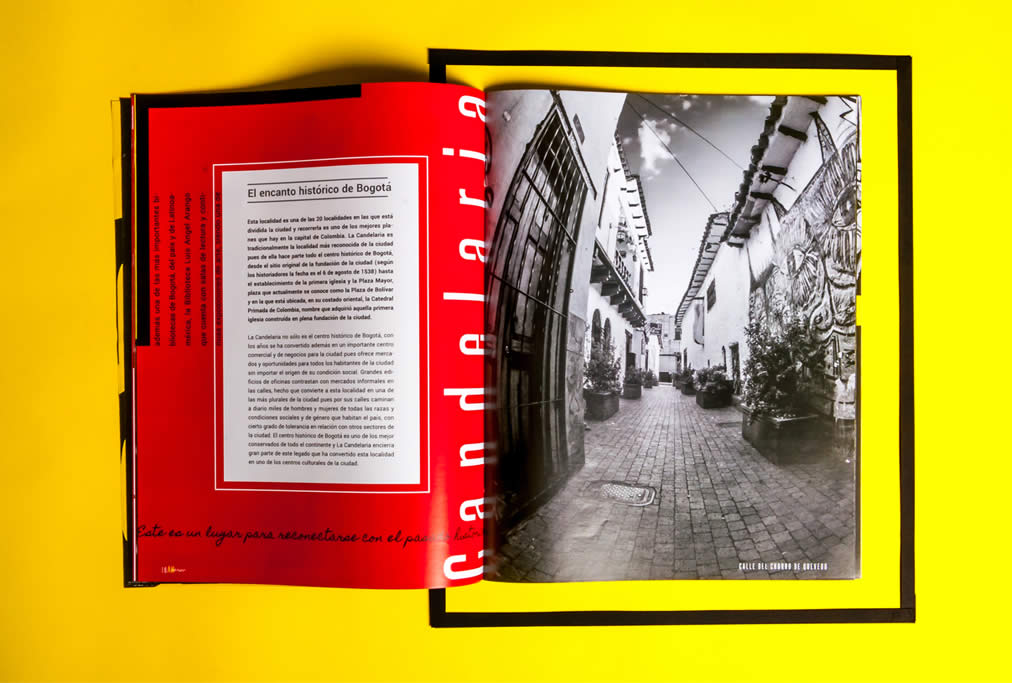 además una de las más importantes bi-
bliotecas de Bogotá, del país y de Latinoa-
mérica, la Biblioteca Luis Ángel Arango
que cuenta con salas de lectura y confe-
El encanto histórico de Bogotá
Esta localidad es una de las 20 localidades en las que está
dividida la ciudad y recorrerla es uno de los mejores pla-
nes que hay en la capital de Colombia. La Candelaria es
tradicionalmente la localidad más reconocida de la ciudad
pues de ella hace parte todo el centro histórico de Bogotá,
desde el sitio original de la fundación de la ciudad (según
los historiadores la fecha es el 6 de agosto de 1538) hasta
el establecimiento de la primera iglesia y la Plaza Mayor,
plaza que actualmente se conoce como la Plaza de Bolívar
y en la que está ubicada, en su costado oriental, la Catedral
Primada de Colombia, nombre que adquirió aquella primera
iglesia construida en plena fundación de la ciudad.
La Candelaria no sólo es el centro histórico de Bogotá, con
los años se ha convertido además en un importante centro
comercial y de negocios para la ciudad pues ofrece merca-
dos y oportunidades para todos los habitantes de la ciudad
sin importar el origen de su condición social. Grandes edi-
ficios de oficinas contrastan con mercados informales en
las calles, hecho que convierte a esta localidad en una de
las más plurales de la ciudad pues por sus calles caminan
a diario miles de hombres y mujeres de todas las razas y
condiciones sociales y de género que habitan el país, con
cierto grado de tolerancia en relación con otros sectores de
la ciudad. El centro histórico de Bogotá es uno de los mejor
conservados de todo el continente y La Candelaria encierra
gran parte de este legado que ha convertido esta localidad
en uno de los centros culturales de la ciudad.
Este es un lugar para reconectarse con el pasado histórico
Candelaria
CALLE DEL CHORRO DE QUEVEDO